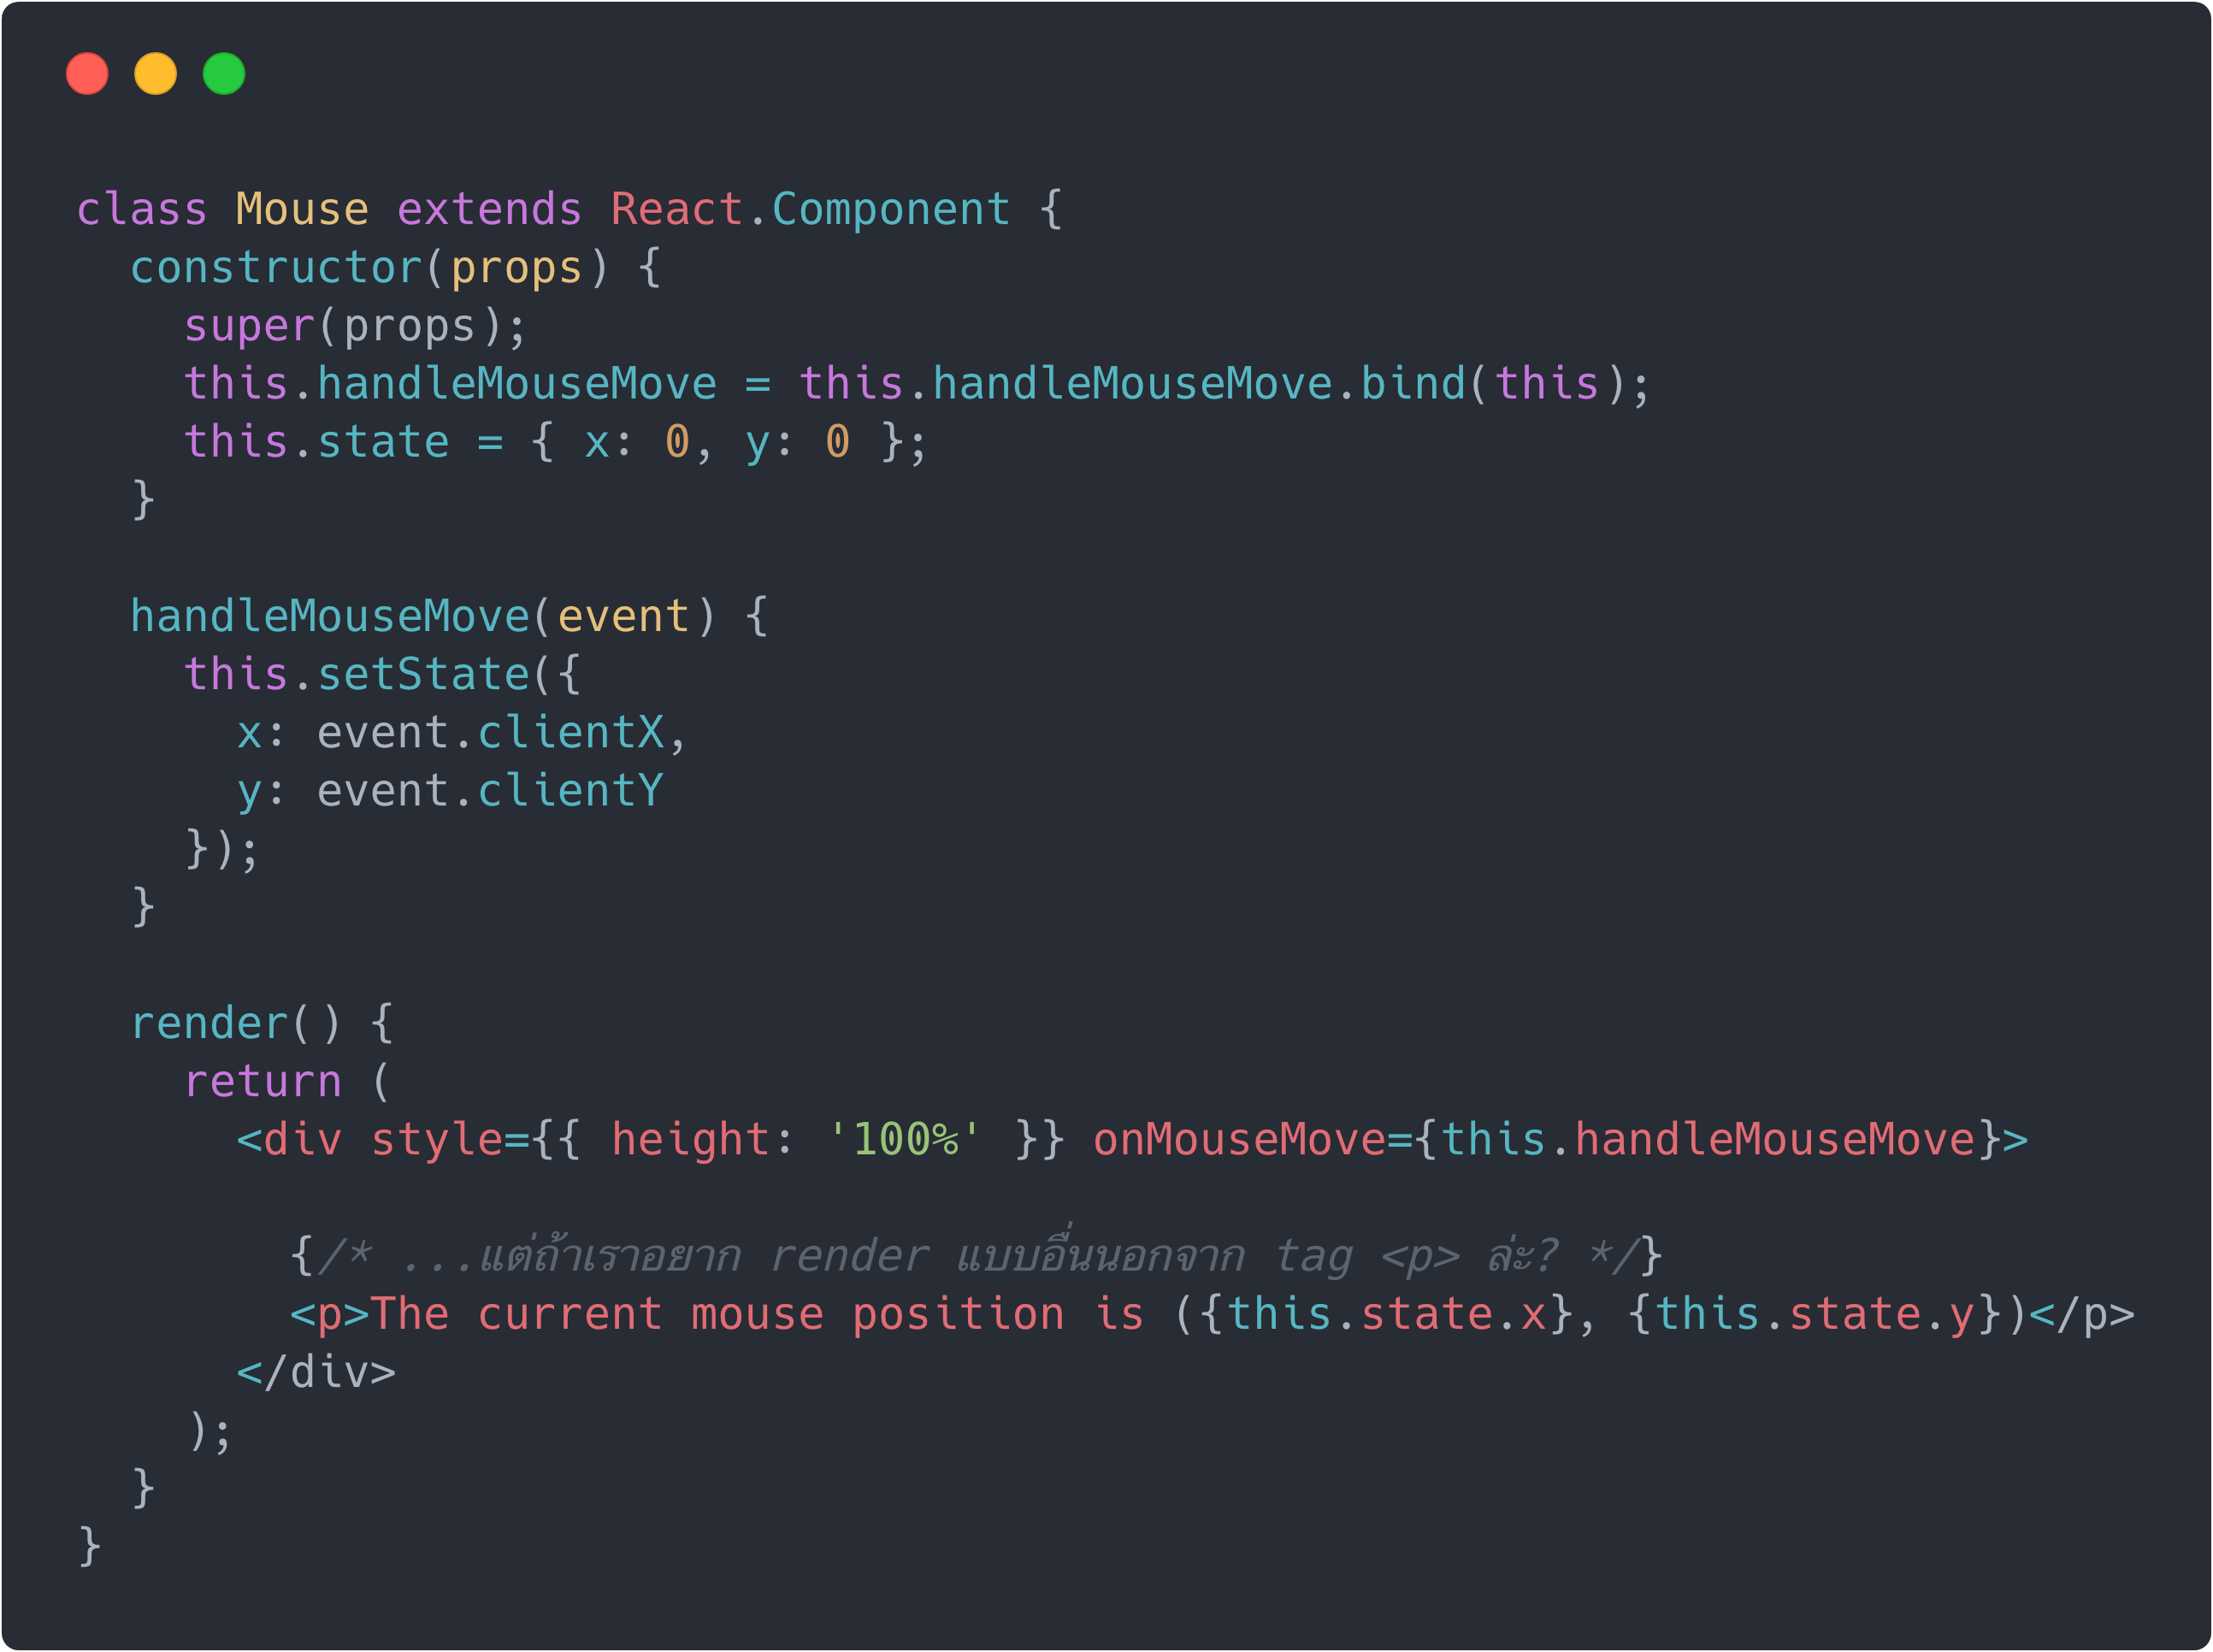 class Mouse extends React.Component {
  constructor(props) {
    super(props);
    this.handleMouseMove = this.handleMouseMove.bind(this);
    this.state = { x: 0, y: 0 };
  }

  handleMouseMove(event) {
    this.setState({
      x: event.clientX,
      y: event.clientY
    });
  }

  render() {
    return (
      <div style={{ height: '100%' }} onMouseMove={this.handleMouseMove}>

        {/* ...แต่ถ้าเราอยาก render แบบอื่นนอกจาก tag <p> ล่ะ? */}
        <p>The current mouse position is ({this.state.x}, {this.state.y})</p>
      </div>
    );
  }
}